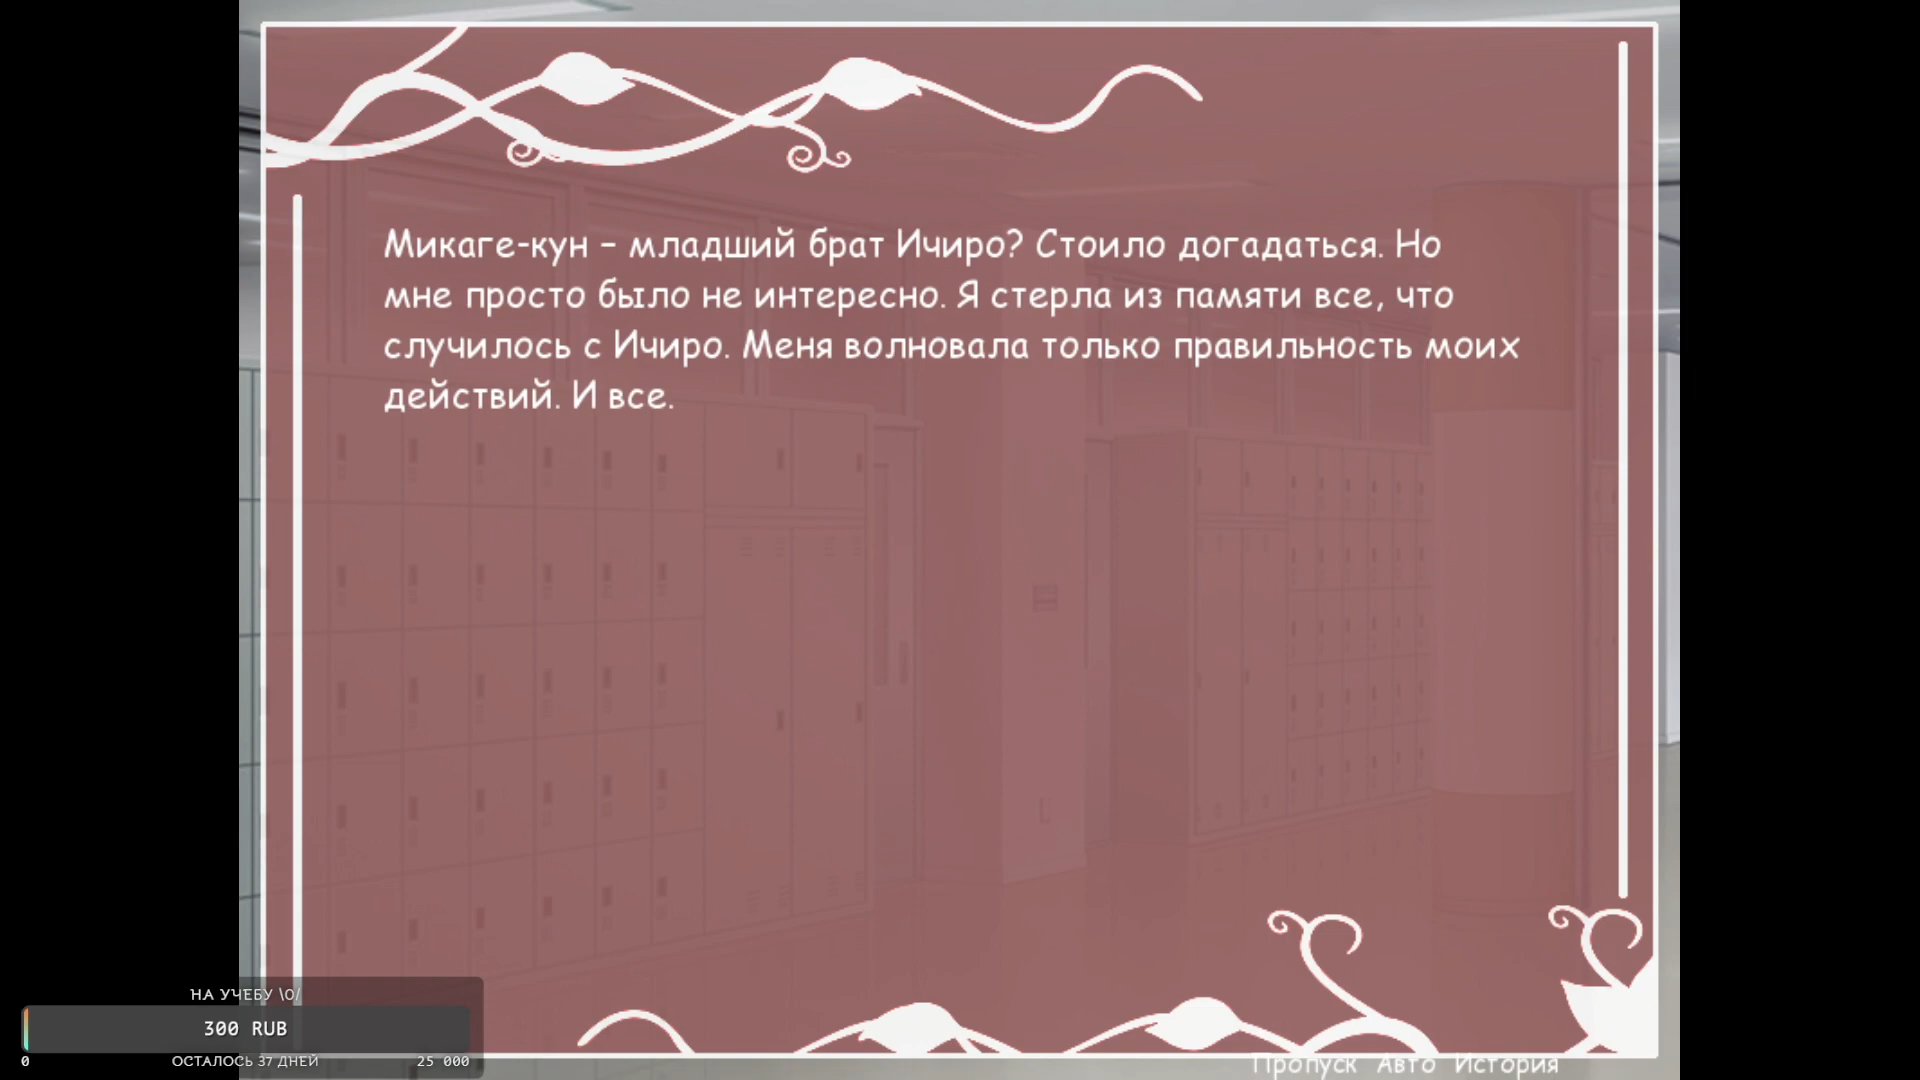 Микаге-кун – младший брат Ичиро? Стоило догадаться. Но
мне просто было не интересно. Я стерла из памяти все, что
случилось с Ичиро. Меня волновала только правильность моих
действий. И все.
НА УЧЕБУ \О/
300 RUB
0 ОСТАЛОСЬ 37 ДНЕЙ 25 000
Пропуск Авто История